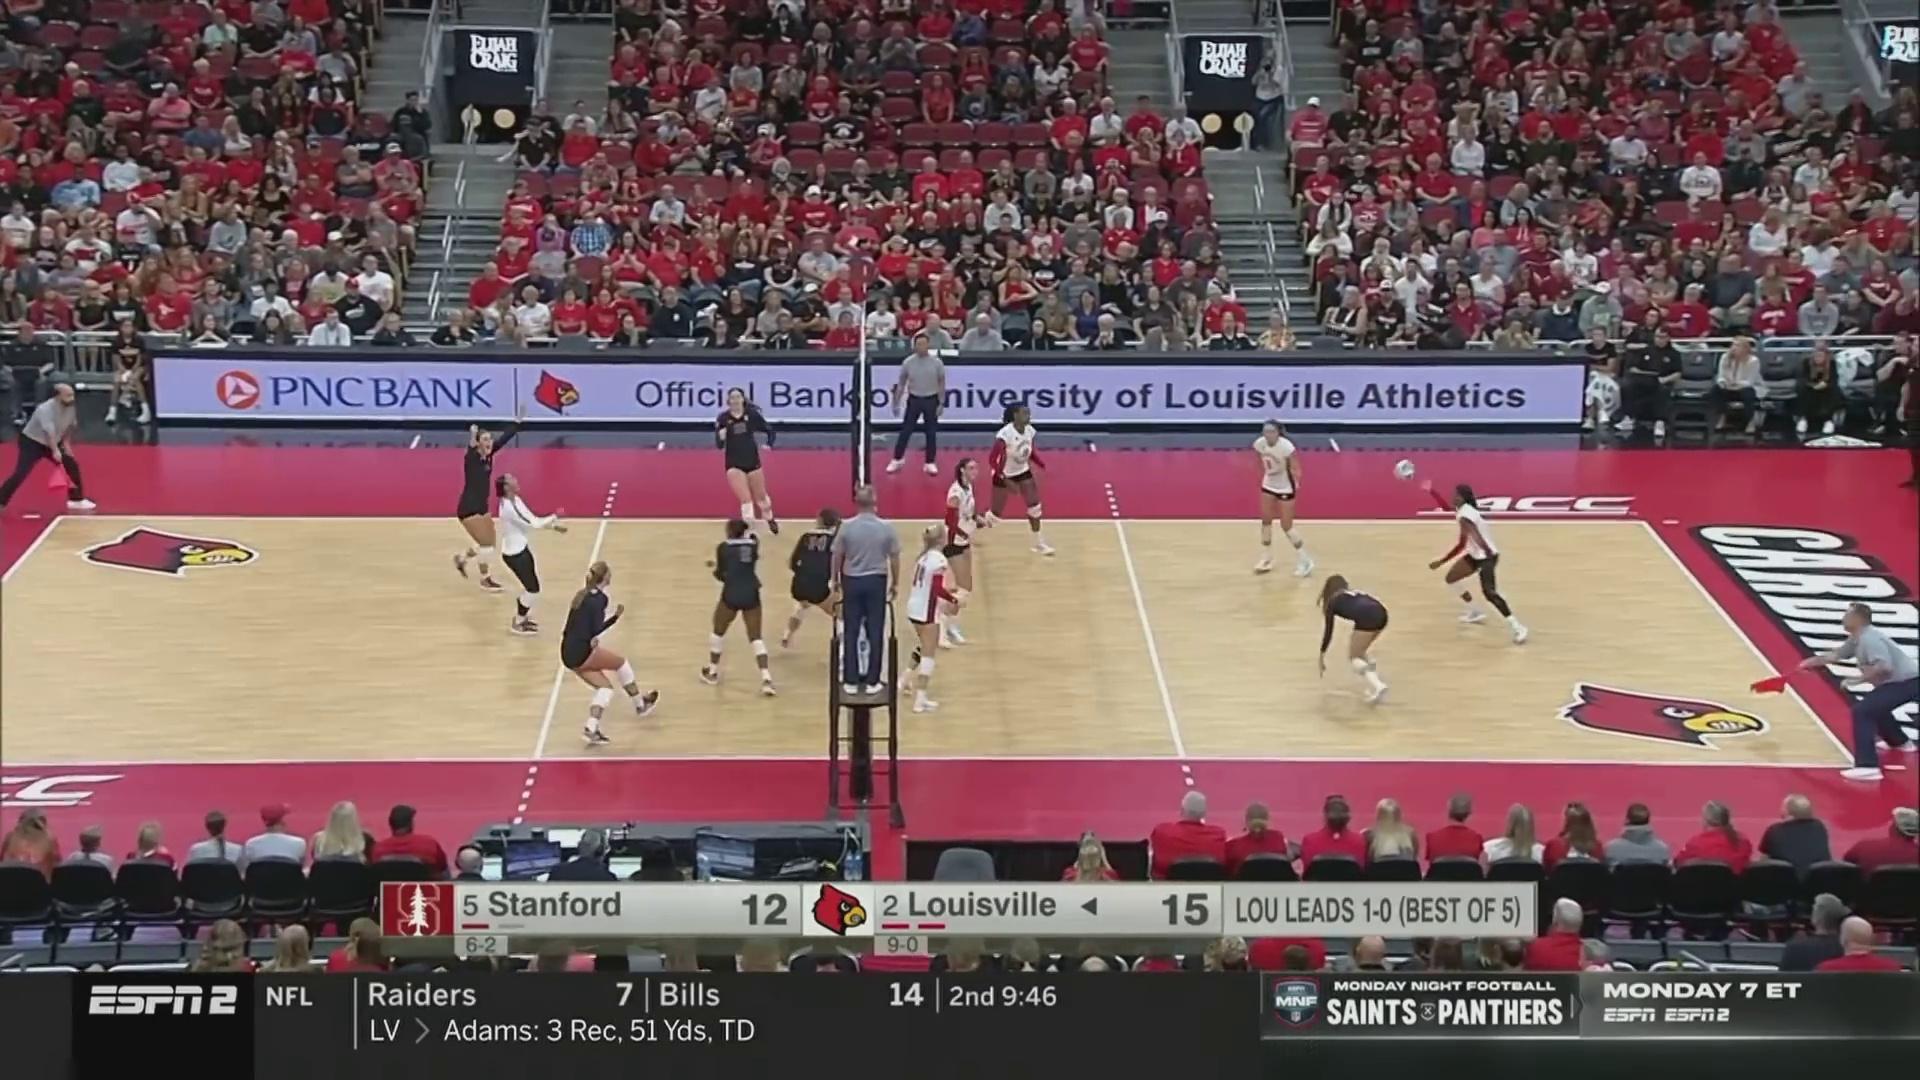 ELIJAH
CRAIG
ELIJAH
CRAIG
PNC BANK
Official Bank of University of Louisville Athletics
ACC
14
5 Stanford 12
6-2
2 Louisville ◄ 15
9-0
LOU LEADS 1-0 (BEST OF 5)
ESPN 2
NFL
Raiders 7
Bills 14
2nd 9:46
LV > Adams: 3 Rec, 51 Yds, TD
MNF
MONDAY NIGHT FOOTBALL
SAINTS PANTHERS
MONDAY 7 ET
ESPN ESPN2